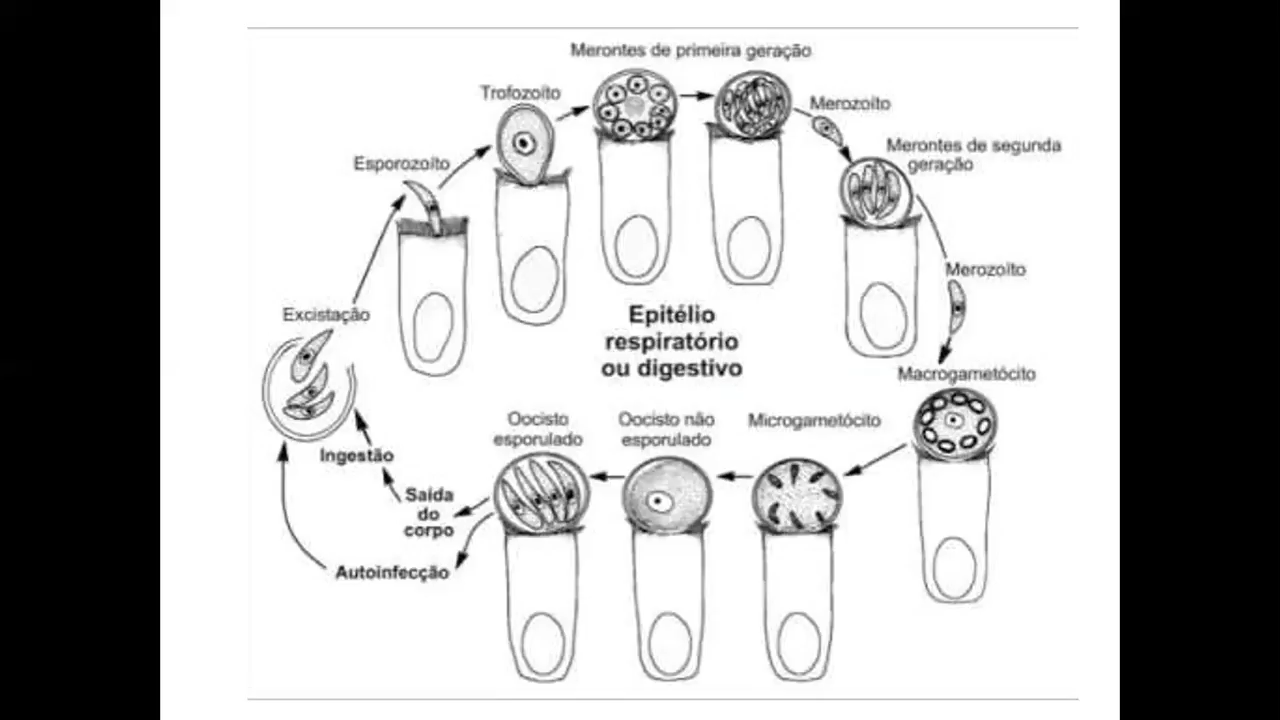 Merontes de primeira geração
Trofozoíto
Merozoíto
Merontes de segunda
geração
Esporozoíto
Merozoíto
Excistação
Epitélio
respiratório
ou digestivo
Macrogametócito
Microgametócito
Oocisto não
esporulado
Oocisto
esporulado
Ingestão
Saída
do
corpo
Autoinfecção